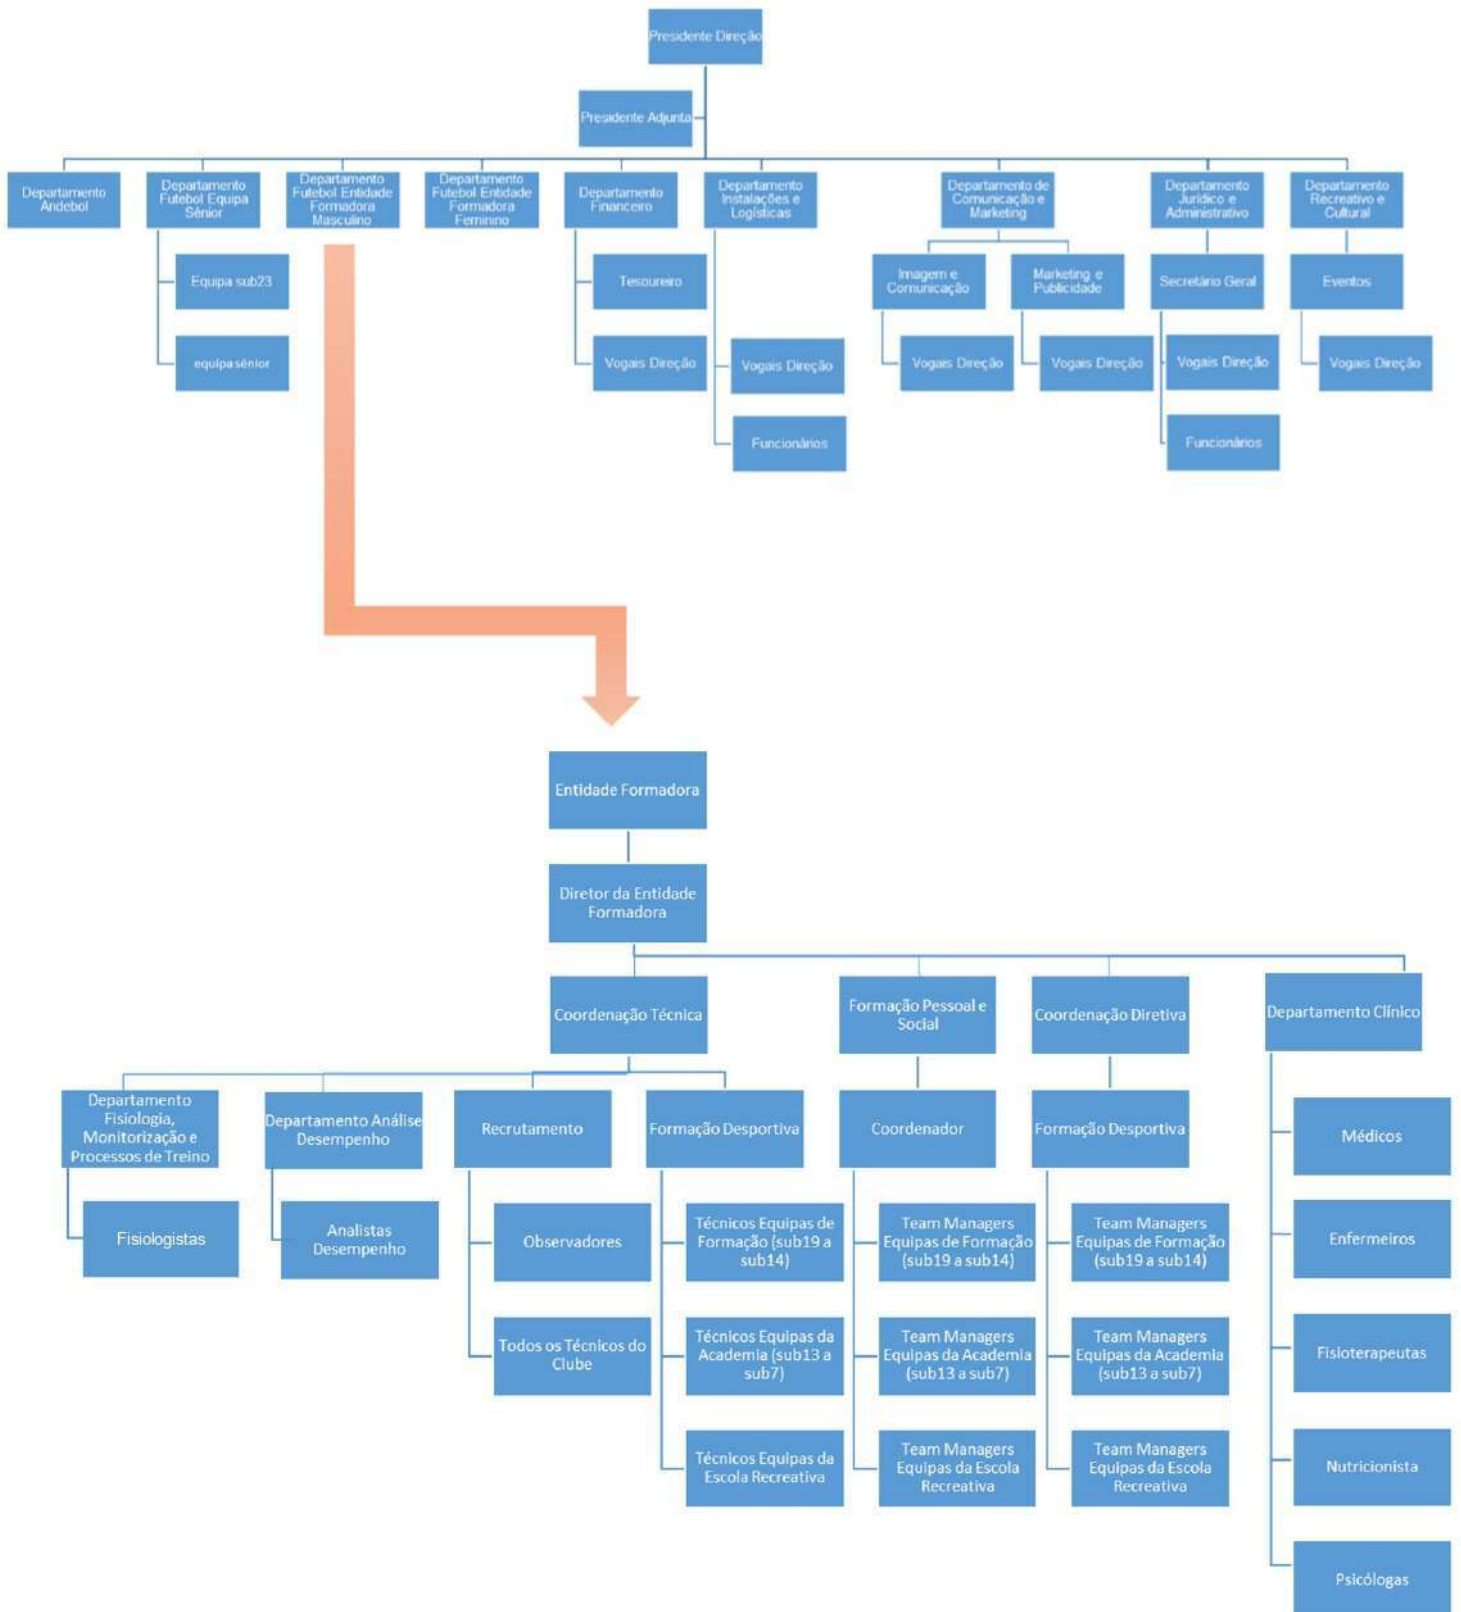 Presidente Direção
Presidente Adjunta
Departamento
Andebol
Departamento
Futebol Equipa
Sénior
Departamento
Futebol Entidade
Formadora
Masculino
Departamento
Futebol Entidade
Formadora
Feminino
Departamento
Financeiro
Departamento
Instalações e
Logísticas
Departamento de
Comunicação e
Marketing
Departamento
Jurídico e
Administrativo
Departamento
Recreativo e
Cultural
Equipa sub23
Tesoureiro
Imagem e
Comunicação
Marketing e
Publicidade
Secretário Geral
Eventos
equipa sénior
Vogais Direção
Vogais Direção
Vogais Direção
Vogais Direção
Vogais Direção
Vogais Direção
Funcionários
Funcionários
Entidade Formadora
Diretor da Entidade
Formadora
Coordenação Técnica
Formação Pessoal e
Social
Coordenação Diretiva
Departamento Clínico
Departamento
Fisiologia,
Monitorização e
Processos de Treino
Departamento Análise
Desempenho
Recrutamento
Formação Desportiva
Coordenador
Formação Desportiva
Médicos
Fisiologistas
Analistas
Desempenho
Observadores
Técnicos Equipas de
Formação (sub19 a
sub14)
Team Managers
Equipas de Formação
(sub19 a sub14)
Team Managers
Equipas de Formação
(sub19 a sub14)
Enfermeiros
Todos os Técnicos do
Clube
Técnicos Equipas da
Academia (sub13 a
sub7)
Team Managers
Equipas da Academia
(sub13 a sub7)
Team Managers
Equipas da Academia
(sub13 a sub7)
Fisioterapeutas
Técnicos Equipas da
Escola Recreativa
Team Managers
Equipas da Escola
Recreativa
Team Managers
Equipas da Escola
Recreativa
Nutricionista
Psicólogas